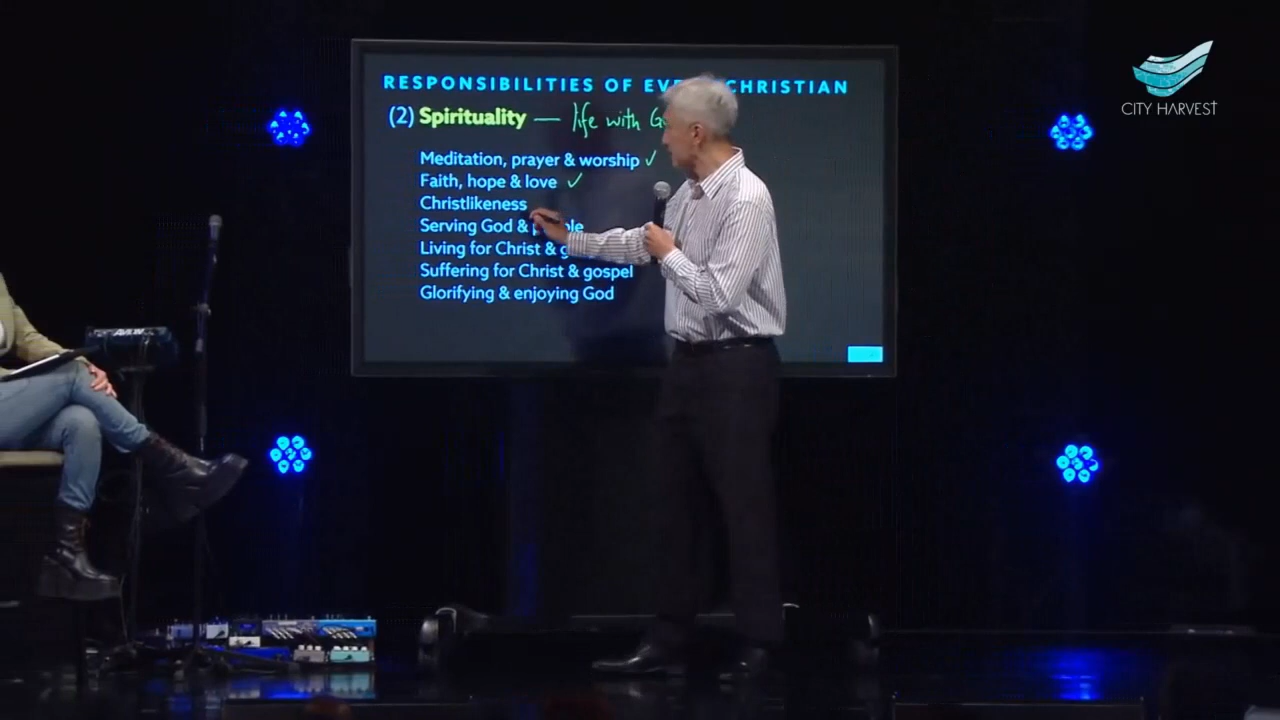 RESPONSIBILITIES OF CHRISTIAN
(2) Spirituality — life with
Meditation, prayer & worship ✓
Faith, hope & love ✓
Christlikeness
Serving God &
Living for Christ &
Suffering for Christ & gospel
Glorifying & enjoying God
CITY HARVEST